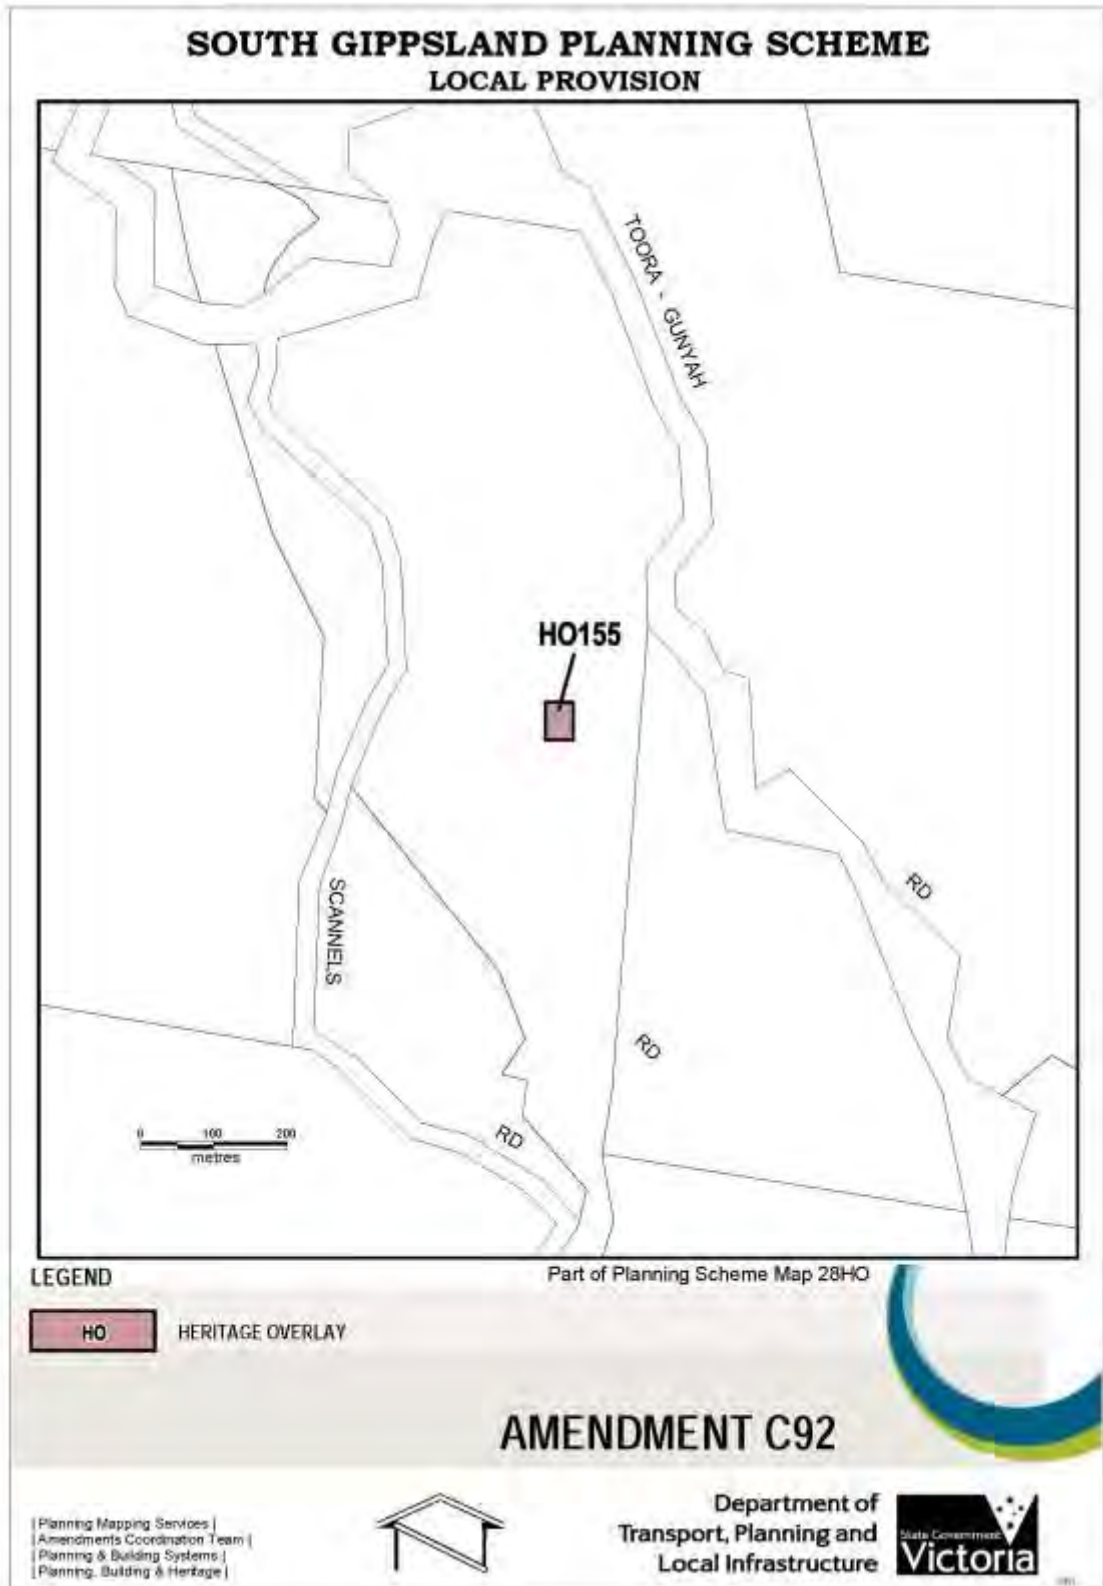 SOUTH GIPPSLAND PLANNING SCHEME
LOCAL PROVISION
TOORA - GUNYAH
HO155
RD
SCANNELS
RD
RD
0 100 200
metres
LEGEND
Part of Planning Scheme Map 28HO
HO HERITAGE OVERLAY
AMENDMENT C92
| Planning Mapping Services |
| Amendments Coordination Team |
| Planning & Building Systems |
| Planning, Building & Heritage |
Department of
Transport, Planning and
Local Infrastructure
State Government
Victoria